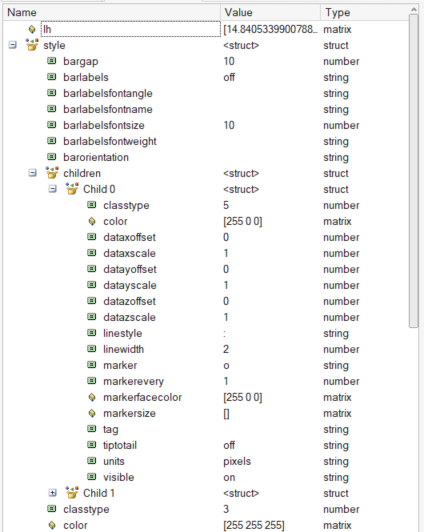 Name Value Type
lh [14.8405339900788... matrix
style <struct> struct
bargap 10 number
barlabels off string
barlabelsfontangle string
barlabelsfontname string
barlabelsfontsize 10 number
barlabelsfontweight string
barorientation string
children <struct> struct
Child 0 <struct> struct
classtype 5 number
color [255 0 0] matrix
dataxoffset 0 number
dataxscale 1 number
datayoffset 0 number
datayscale 1 number
datazoffset 0 number
datazscale 1 number
linestyle : string
linewidth 2 number
marker o string
markerevery 1 number
markerfacecolor [255 0 0] matrix
markersize [] matrix
tag string
tiptotail off string
units pixels string
visible on string
Child 1 <struct> struct
classtype 3 number
color [255 255 255] matrix